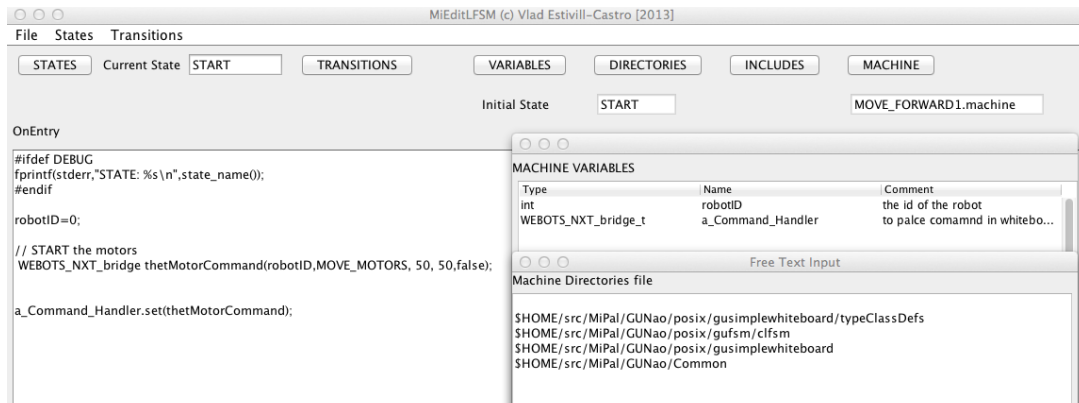 MiEditLFSM (c) Vlad Estivill-Castro [2013]
File States Transitions
STATES Current State START TRANSITIONS VARIABLES DIRECTORIES INCLUDES MACHINE
Initial State START MOVE_FORWARD1.machine
OnEntry
#ifdef DEBUG
fprintf(stderr,"STATE: %s\n",state_name());
#endif
robotID=0;
// START the motors
WEBOTS_NXT_bridge thetMotorCommand(robotID,MOVE_MOTORS, 50, 50,false);
a_Command_Handler.set(thetMotorCommand);
MACHINE VARIABLES
Type Name Comment
int robotID the id of the robot
WEBOTS_NXT_bridge_t a_Command_Handler to palce comamnd in whitebo...
Free Text Input
Machine Directories file
$HOME/src/MiPal/GUNao/posix/gusimplewhiteboard/typeClassDefs
$HOME/src/MiPal/GUNao/posix/gufsm/clfsm
$HOME/src/MiPal/GUNao/posix/gusimplewhiteboard
$HOME/src/MiPal/GUNao/Common